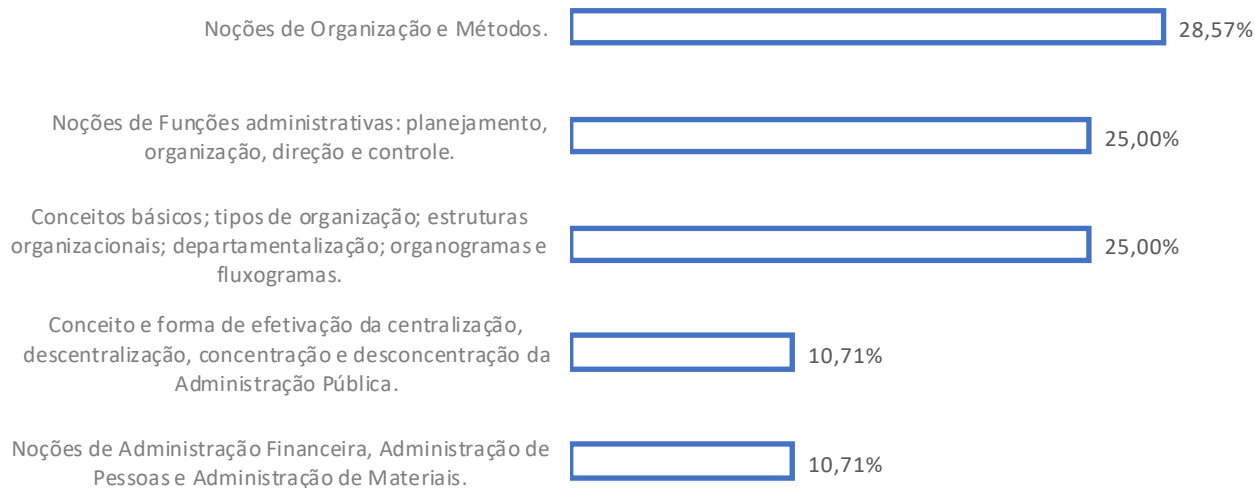 Noções de Organização e Métodos.
28,57%
Noções de Funções administrativas: planejamento,
organização, direção e controle.
25,00%
Conceitos básicos; tipos de organização; estruturas
organizacionais; departamentalização; organogramas e
fluxogramas.
25,00%
Conceito e forma de efetivação da centralização,
descentralização, concentração e desconcentração da
Administração Pública.
10,71%
Noções de Administração Financeira, Administração de
Pessoas e Administração de Materiais.
10,71%